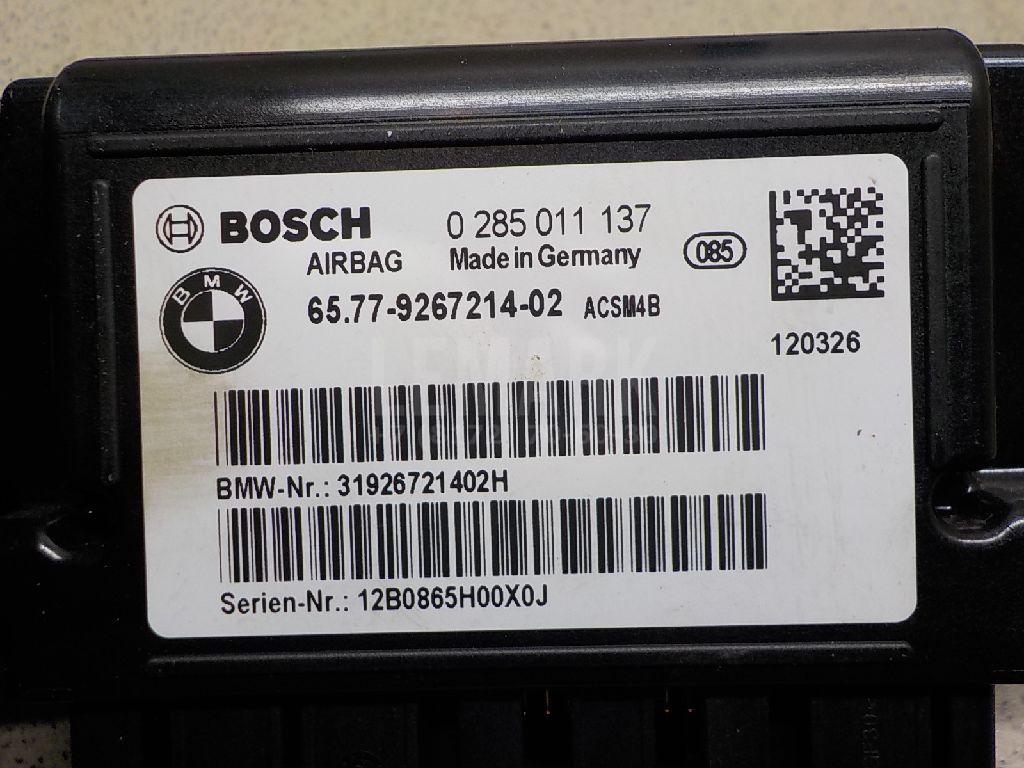 BOSCH 0 285 011 137
AIRBAG Made in Germany 085
BMW
65.77-9267214-02 ACSM4B
120326
LEMARK
BMW-Nr.: 31926721402H
Serien-Nr.: 12B0865H00X0J